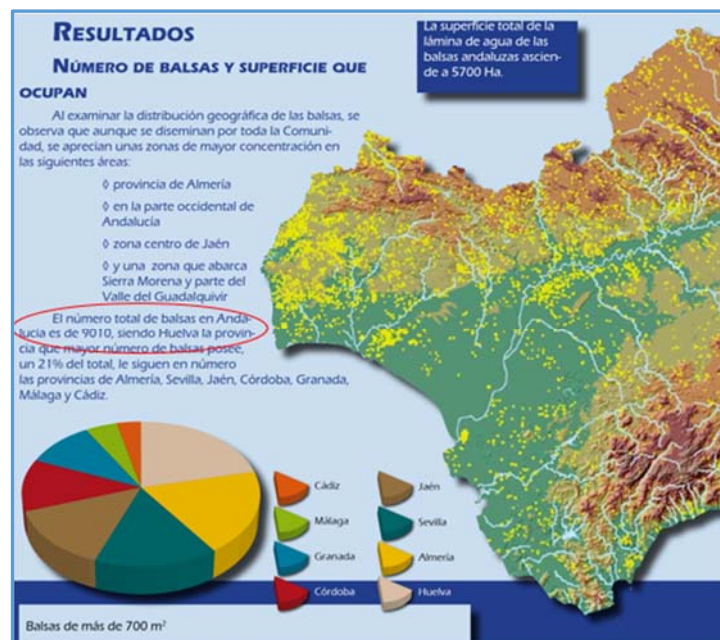 RESULTADOS
NÚMERO DE BALSAS Y SUPERFICIE QUE
OCUPAN
Al examinar la distribución geográfica de las balsas, se
observa que aunque se diseminan por toda la Comuni-
dad, se aprecian unas zonas de mayor concentración en
las siguientes áreas:
◊ provincia de Almería
◊ en la parte occidental de
Andalucía
◊ zona centro de Jaén
◊ y una zona que abarca
Sierra Morena y parte del
Valle del Guadalquivir
El número total de balsas en Anda-
lucia es de 9010, siendo Huelva la provin-
cia que mayor número de balsas posee,
un 21% del total, le siguen en número
las provincias de Almería, Sevilla, Jaén, Córdoba, Granada,
Málaga y Cádiz.
La superficie total de la
lámina de agua de las
balsas andaluzas ascien-
de a 5700 Ha.
Cádiz
Málaga
Granada
Córdoba
Jaén
Sevilla
Almería
Huelva
Balsas de más de 700 m²